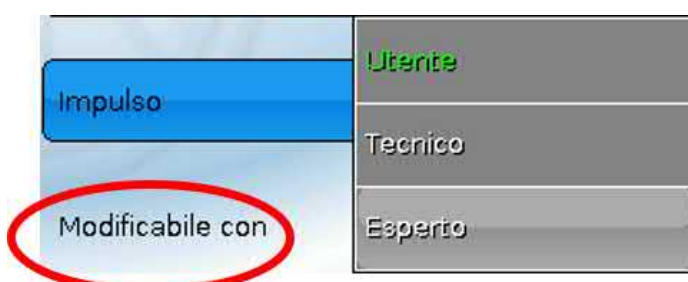 Impulso
Modificabile con
Utente
Tecnico
Esperto